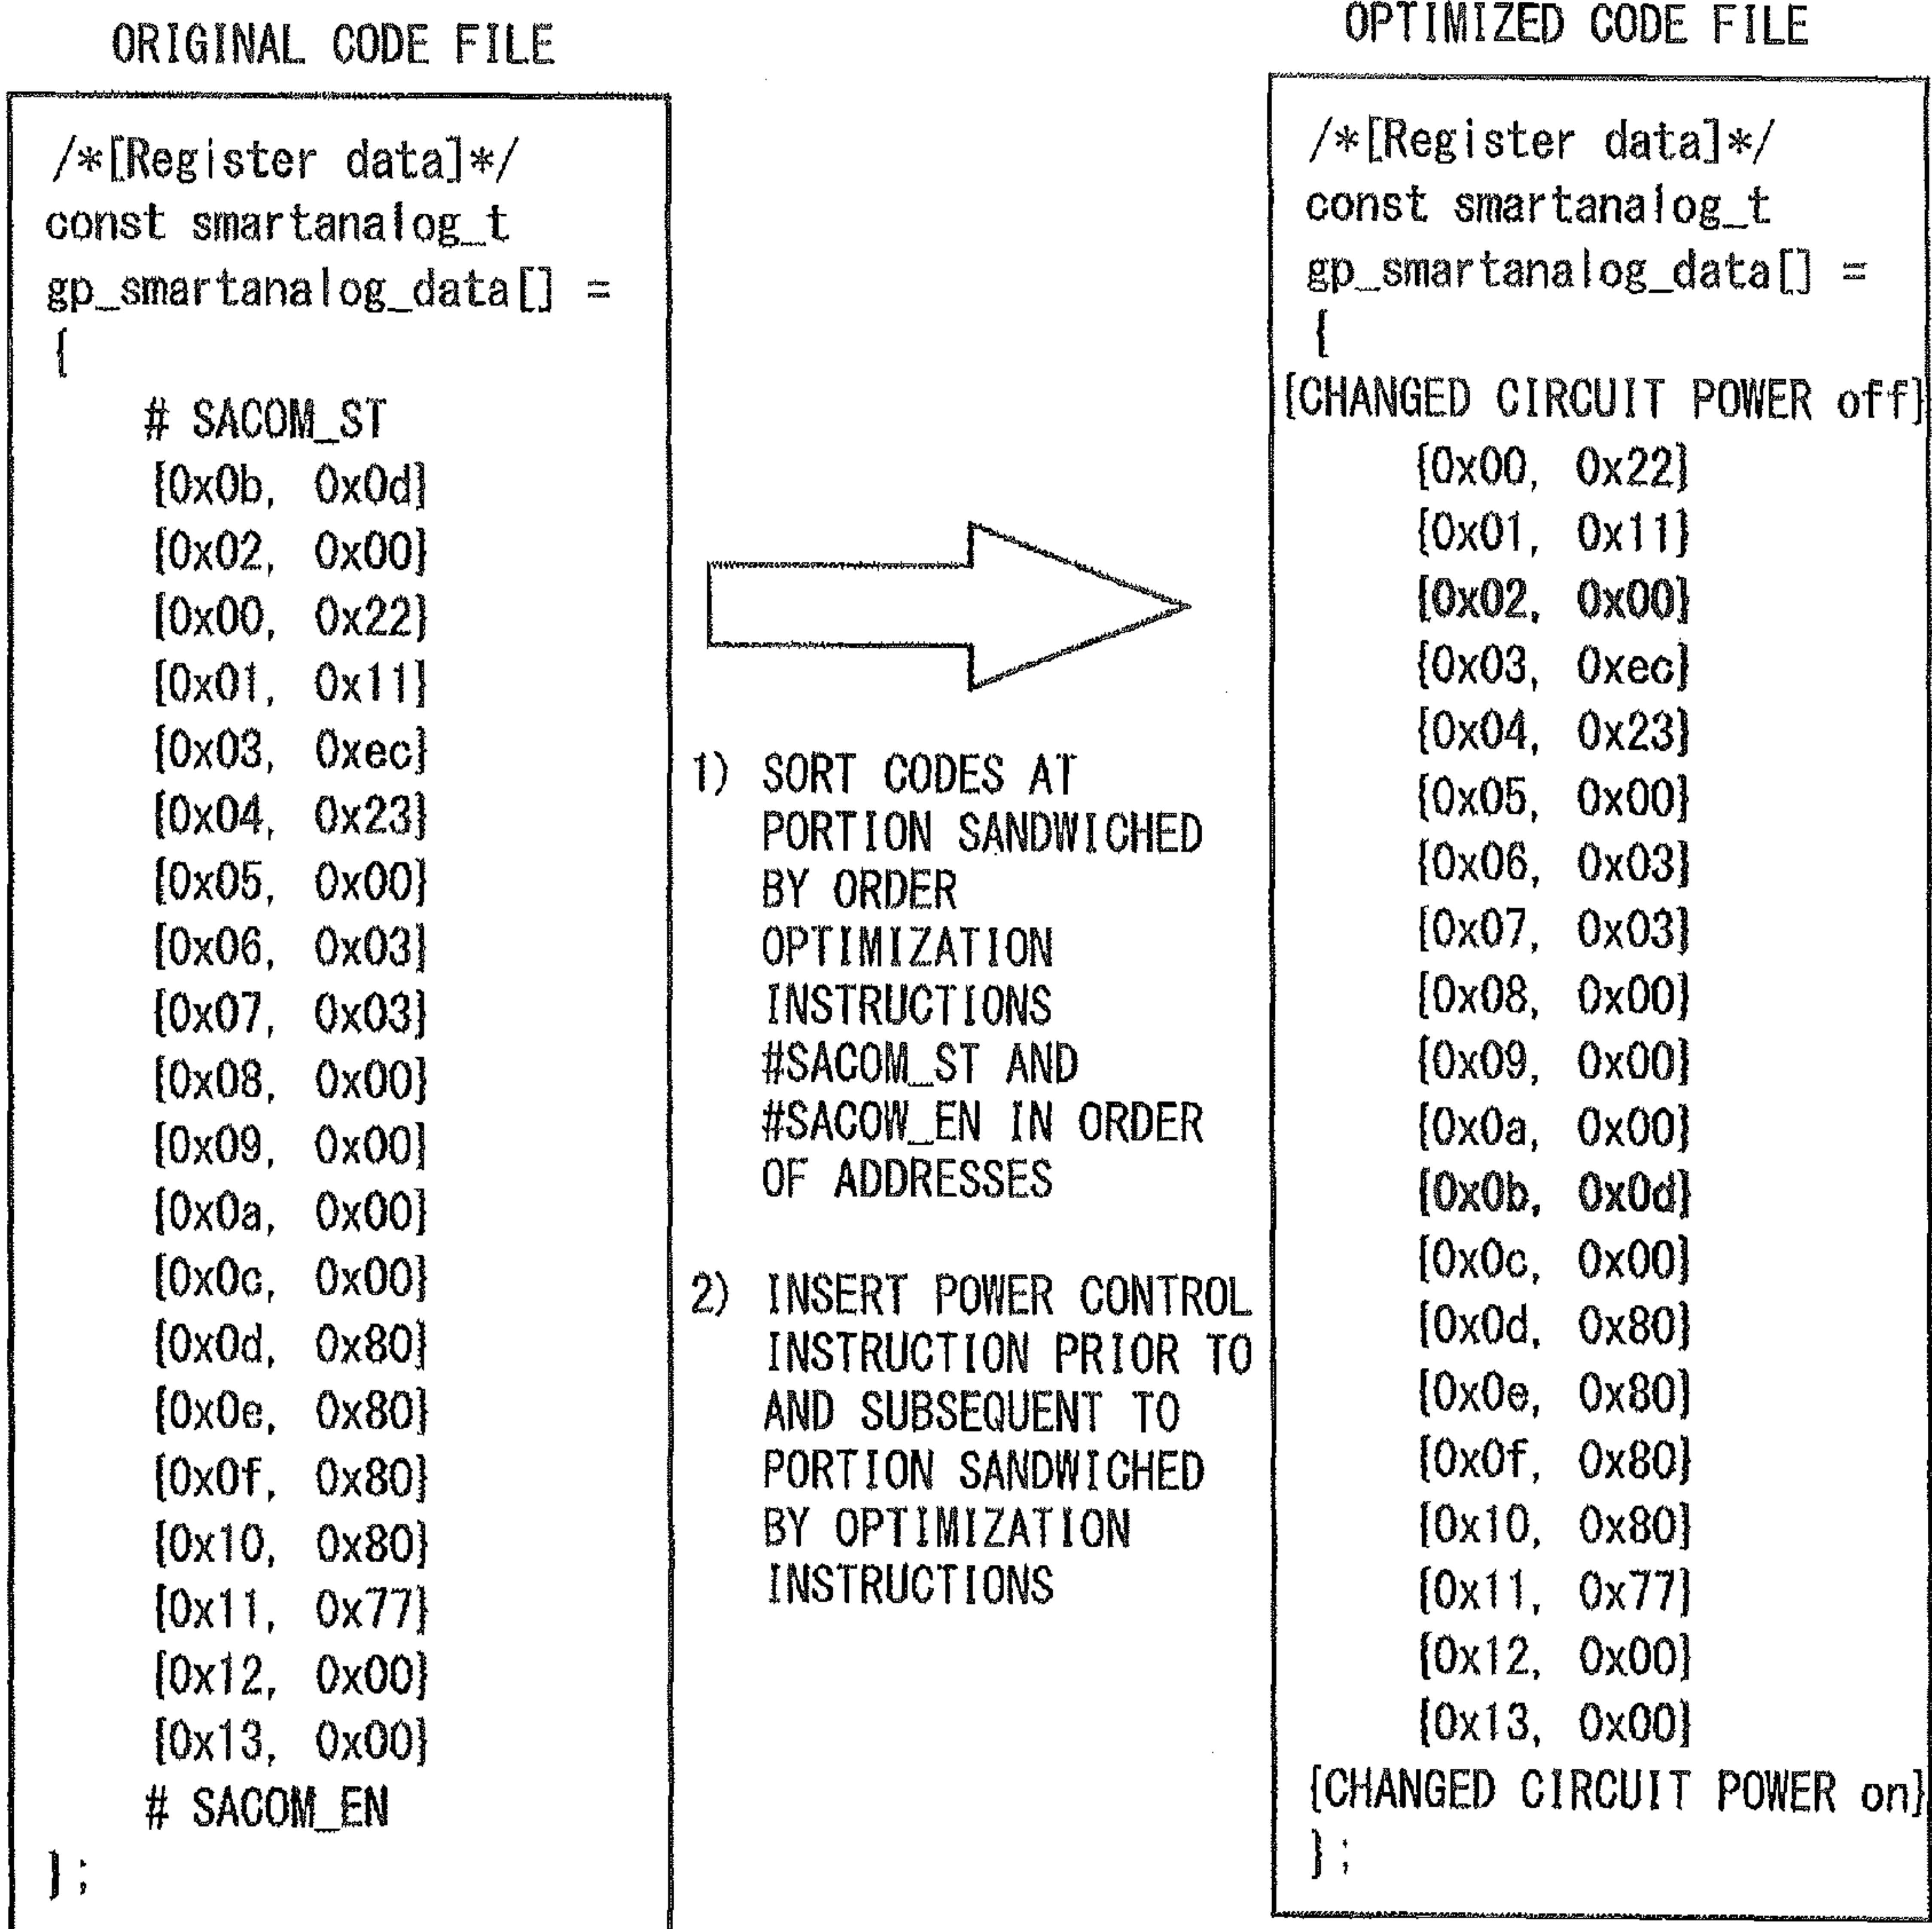 ORIGINAL CODE FILE
/*[Register data]*/
const smartanalog_t
gp_smartanalog_data[] =
{
# SACOM_ST
{0x0b, 0x0d}
{0x02, 0x00}
{0x00, 0x22}
{0x01, 0x11}
{0x03, 0xec}
{0x04, 0x23}
{0x05, 0x00}
{0x06, 0x03}
{0x07, 0x03}
{0x08, 0x00}
{0x09, 0x00}
{0x0a, 0x00}
{0x0c, 0x00}
{0x0d, 0x80}
{0x0e, 0x80}
{0x0f, 0x80}
{0x10, 0x80}
{0x11, 0x77}
{0x12, 0x00}
{0x13, 0x00}
# SACOM_EN
};
1) SORT CODES AT
PORTION SANDWICHED
BY ORDER
OPTIMIZATION
INSTRUCTIONS
#SACOM_ST AND
#SACOW_EN IN ORDER
OF ADDRESSES
2) INSERT POWER CONTROL
INSTRUCTION PRIOR TO
AND SUBSEQUENT TO
PORTION SANDWICHED
BY OPTIMIZATION
INSTRUCTIONS
OPTIMIZED CODE FILE
/*[Register data]*/
const smartanalog_t
gp_smartanalog_data[] =
{
{CHANGED CIRCUIT POWER off}
{0x00, 0x22}
{0x01, 0x11}
{0x02, 0x00}
{0x03, 0xec}
{0x04, 0x23}
{0x05, 0x00}
{0x06, 0x03}
{0x07, 0x03}
{0x08, 0x00}
{0x09, 0x00}
{0x0a, 0x00}
{0x0b, 0x0d}
{0x0c, 0x00}
{0x0d, 0x80}
{0x0e, 0x80}
{0x0f, 0x80}
{0x10, 0x80}
{0x11, 0x77}
{0x12, 0x00}
{0x13, 0x00}
{CHANGED CIRCUIT POWER on}
};